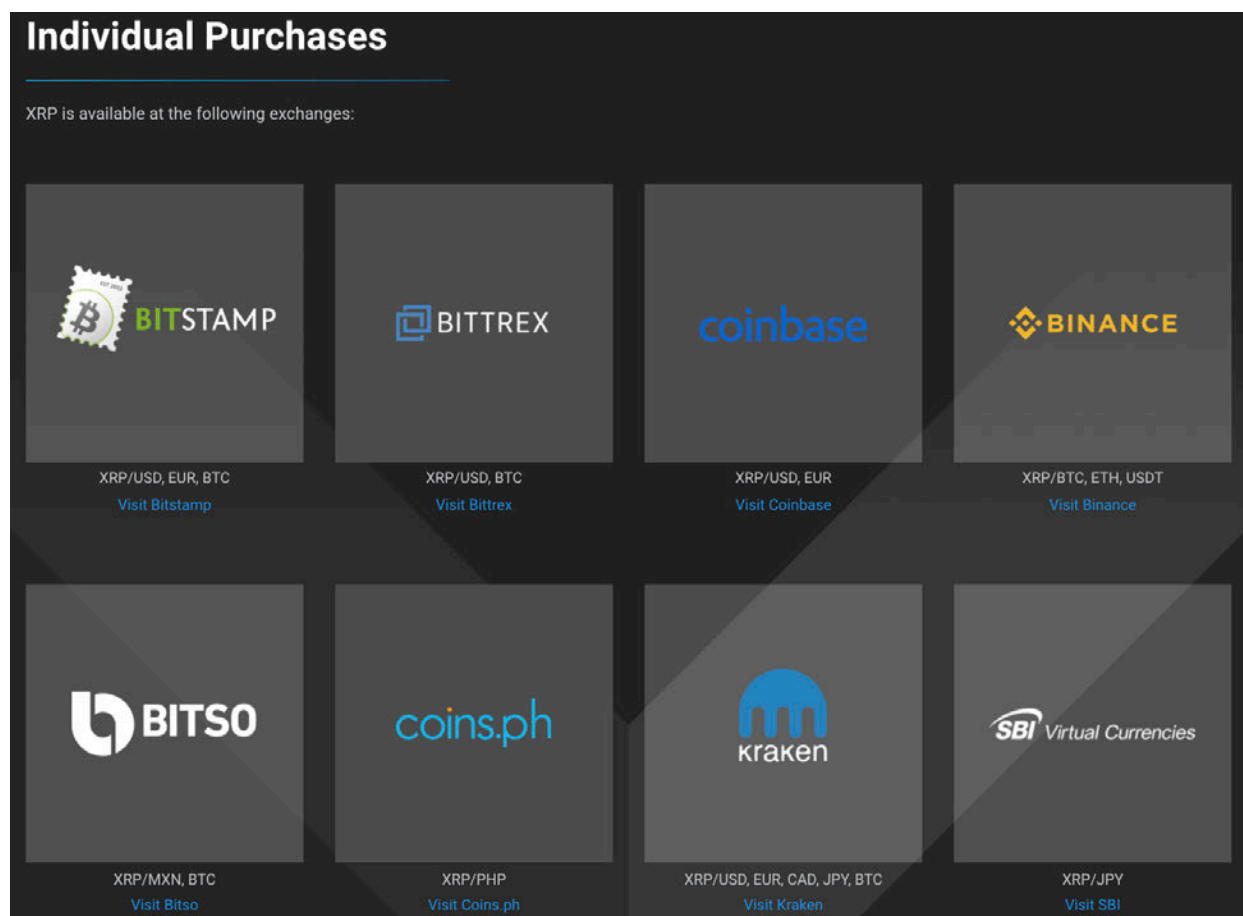 Individual Purchases
XRP is available at the following exchanges:
BITSTAMP
BITTREX
coinbase
BINANCE
XRP/USD, EUR, BTC
XRP/USD, BTC
XRP/USD, EUR
XRP/BTC, ETH, USDT
Visit Bitstamp
Visit Bittrex
Visit Coinbase
Visit Binance
BITSO
coins.ph
kraken
SBI Virtual Currencies
XRP/MXN, BTC
XRP/PHP
XRP/USD, EUR, CAD, JPY, BTC
XRP/JPY
Visit Bitso
Visit Coins.ph
Visit Kraken
Visit SBI